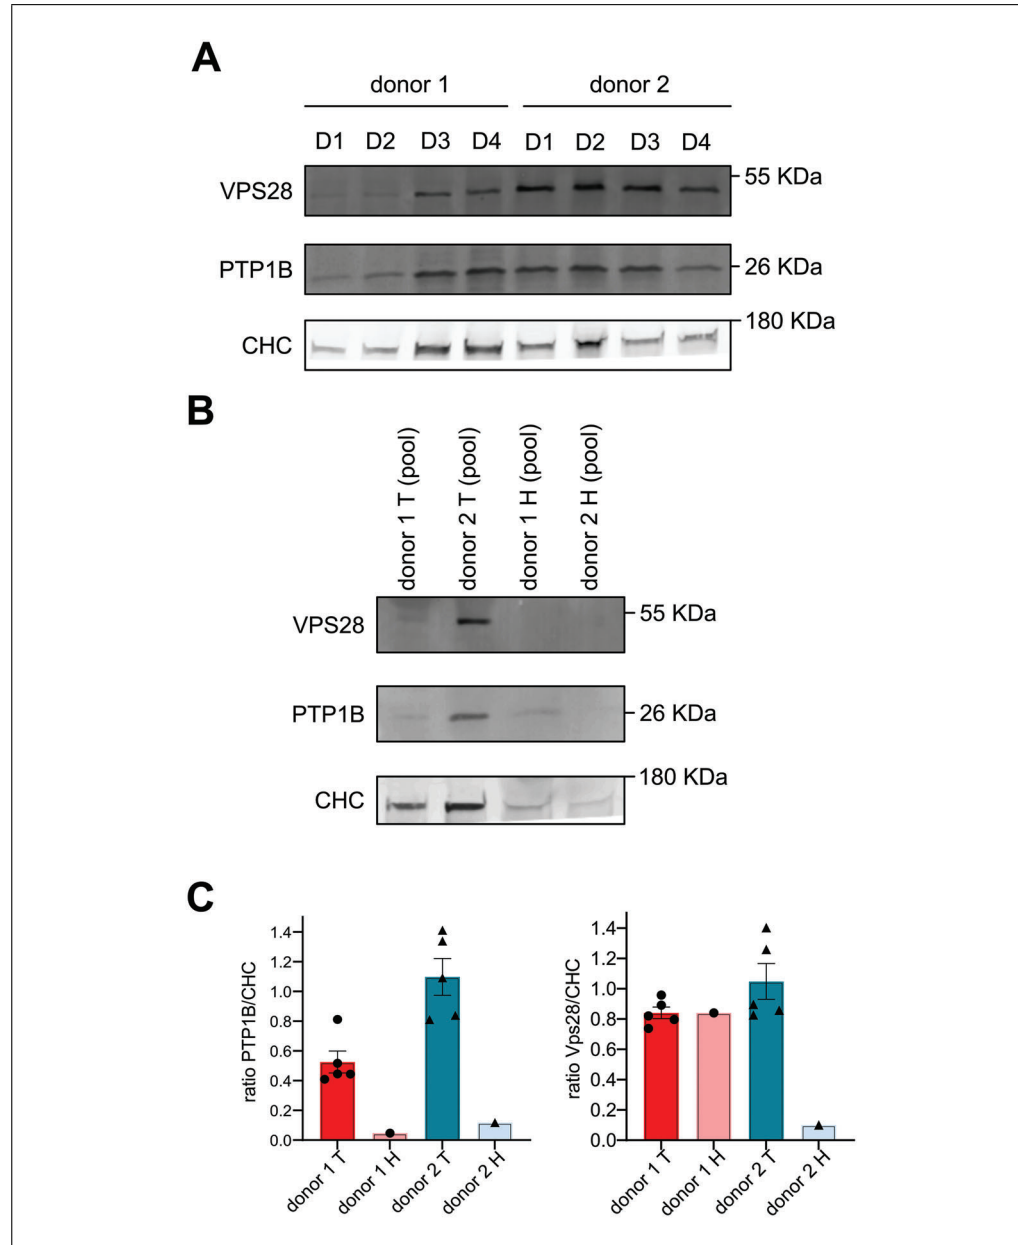 A
donor 1 donor 2
D1 D2 D3 D4 D1 D2 D3 D4
VPS28 55 KDa
PTP1B 26 KDa
CHC 180 KDa
B
donor 1 T (pool)
donor 2 T (pool)
donor 1 H (pool)
donor 2 H (pool)
VPS28 55 KDa
PTP1B 26 KDa
CHC 180 KDa
C
ratio PTP1B/CHC
1.4
1.2
1.0
0.8
0.6
0.4
0.2
0.0
donor 1 T
donor 1 H
donor 2 T
donor 2 H
ratio Vps28/CHC
1.4
1.2
1.0
0.8
0.6
0.4
0.2
0.0
donor 1 T
donor 1 H
donor 2 T
donor 2 H